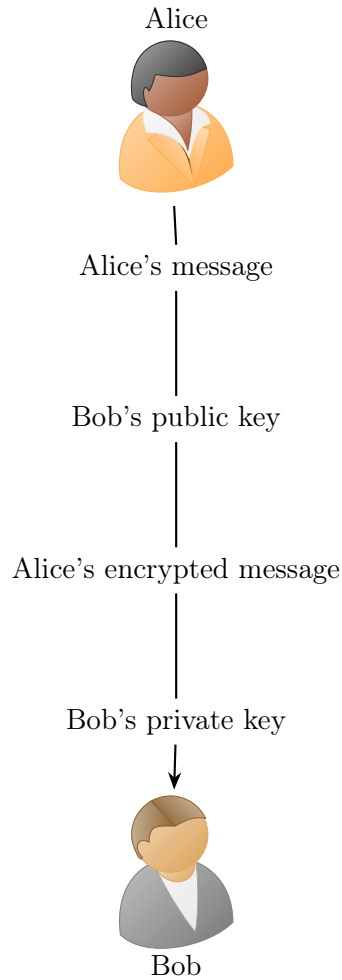 Alice
Alice's message
Bob's public key
Alice's encrypted message
Bob's private key
Bob